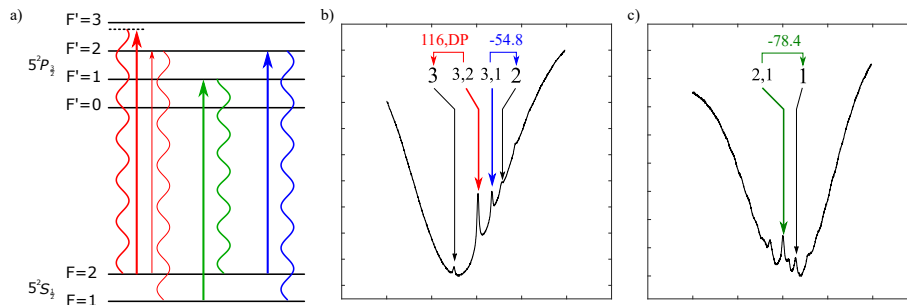 a)
F'=3
F'=2
5²P₃⁄₂
F'=1
F'=0
F=2
5²S₁⁄₂
F=1
b)
116,DP
-54.8
3
3,2
3,1
2
c)
-78.4
2,1
1